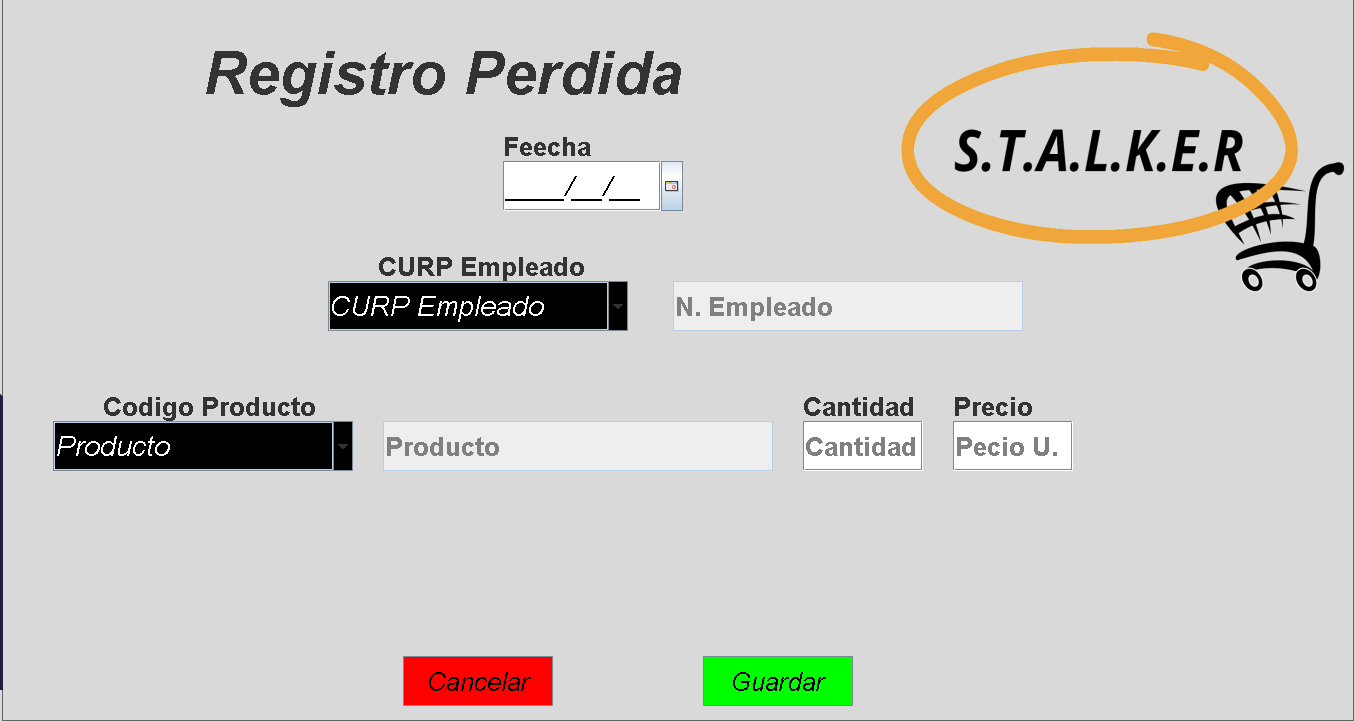 Registro Perdida
S.T.A.L.K.E.R
Feecha
____/__/__
CURP Empleado
CURP Empleado N. Empleado
Codigo Producto Cantidad Precio
Producto Producto Cantidad Pecio U.
Cancelar Guardar